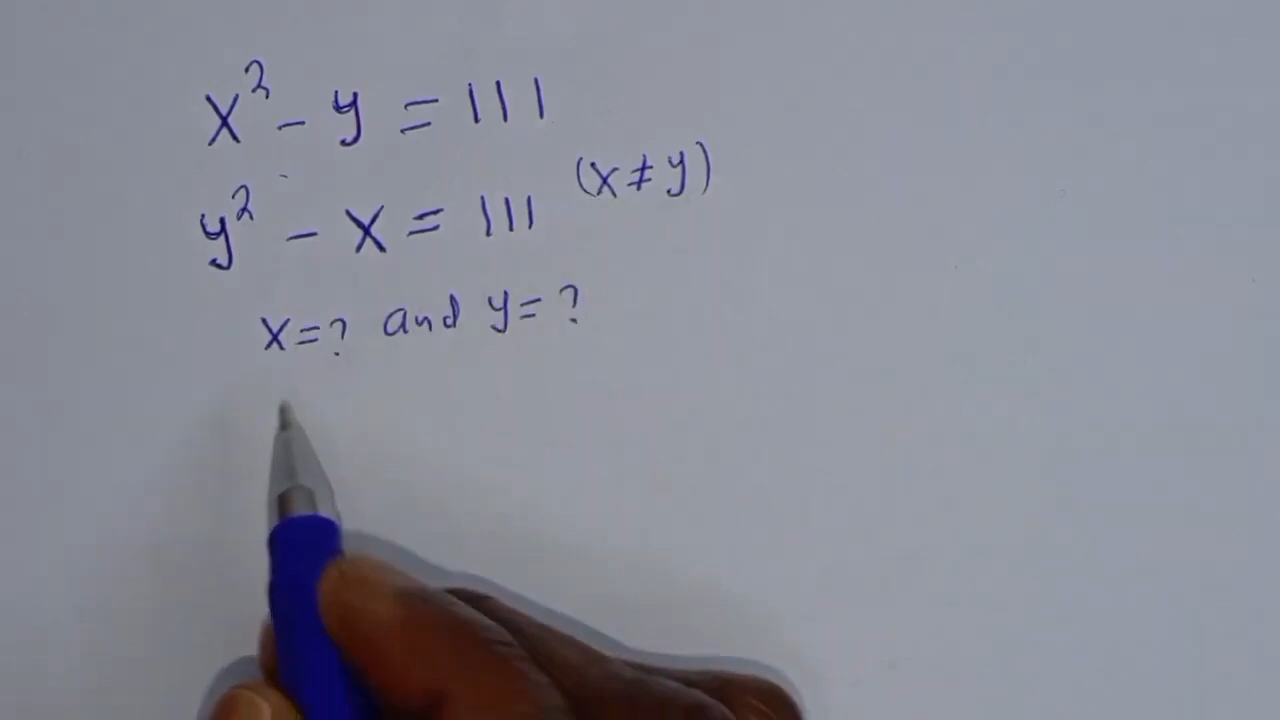 x² - y = 111
y² - x = 111 (x ≠ y)
x = ? and y = ?